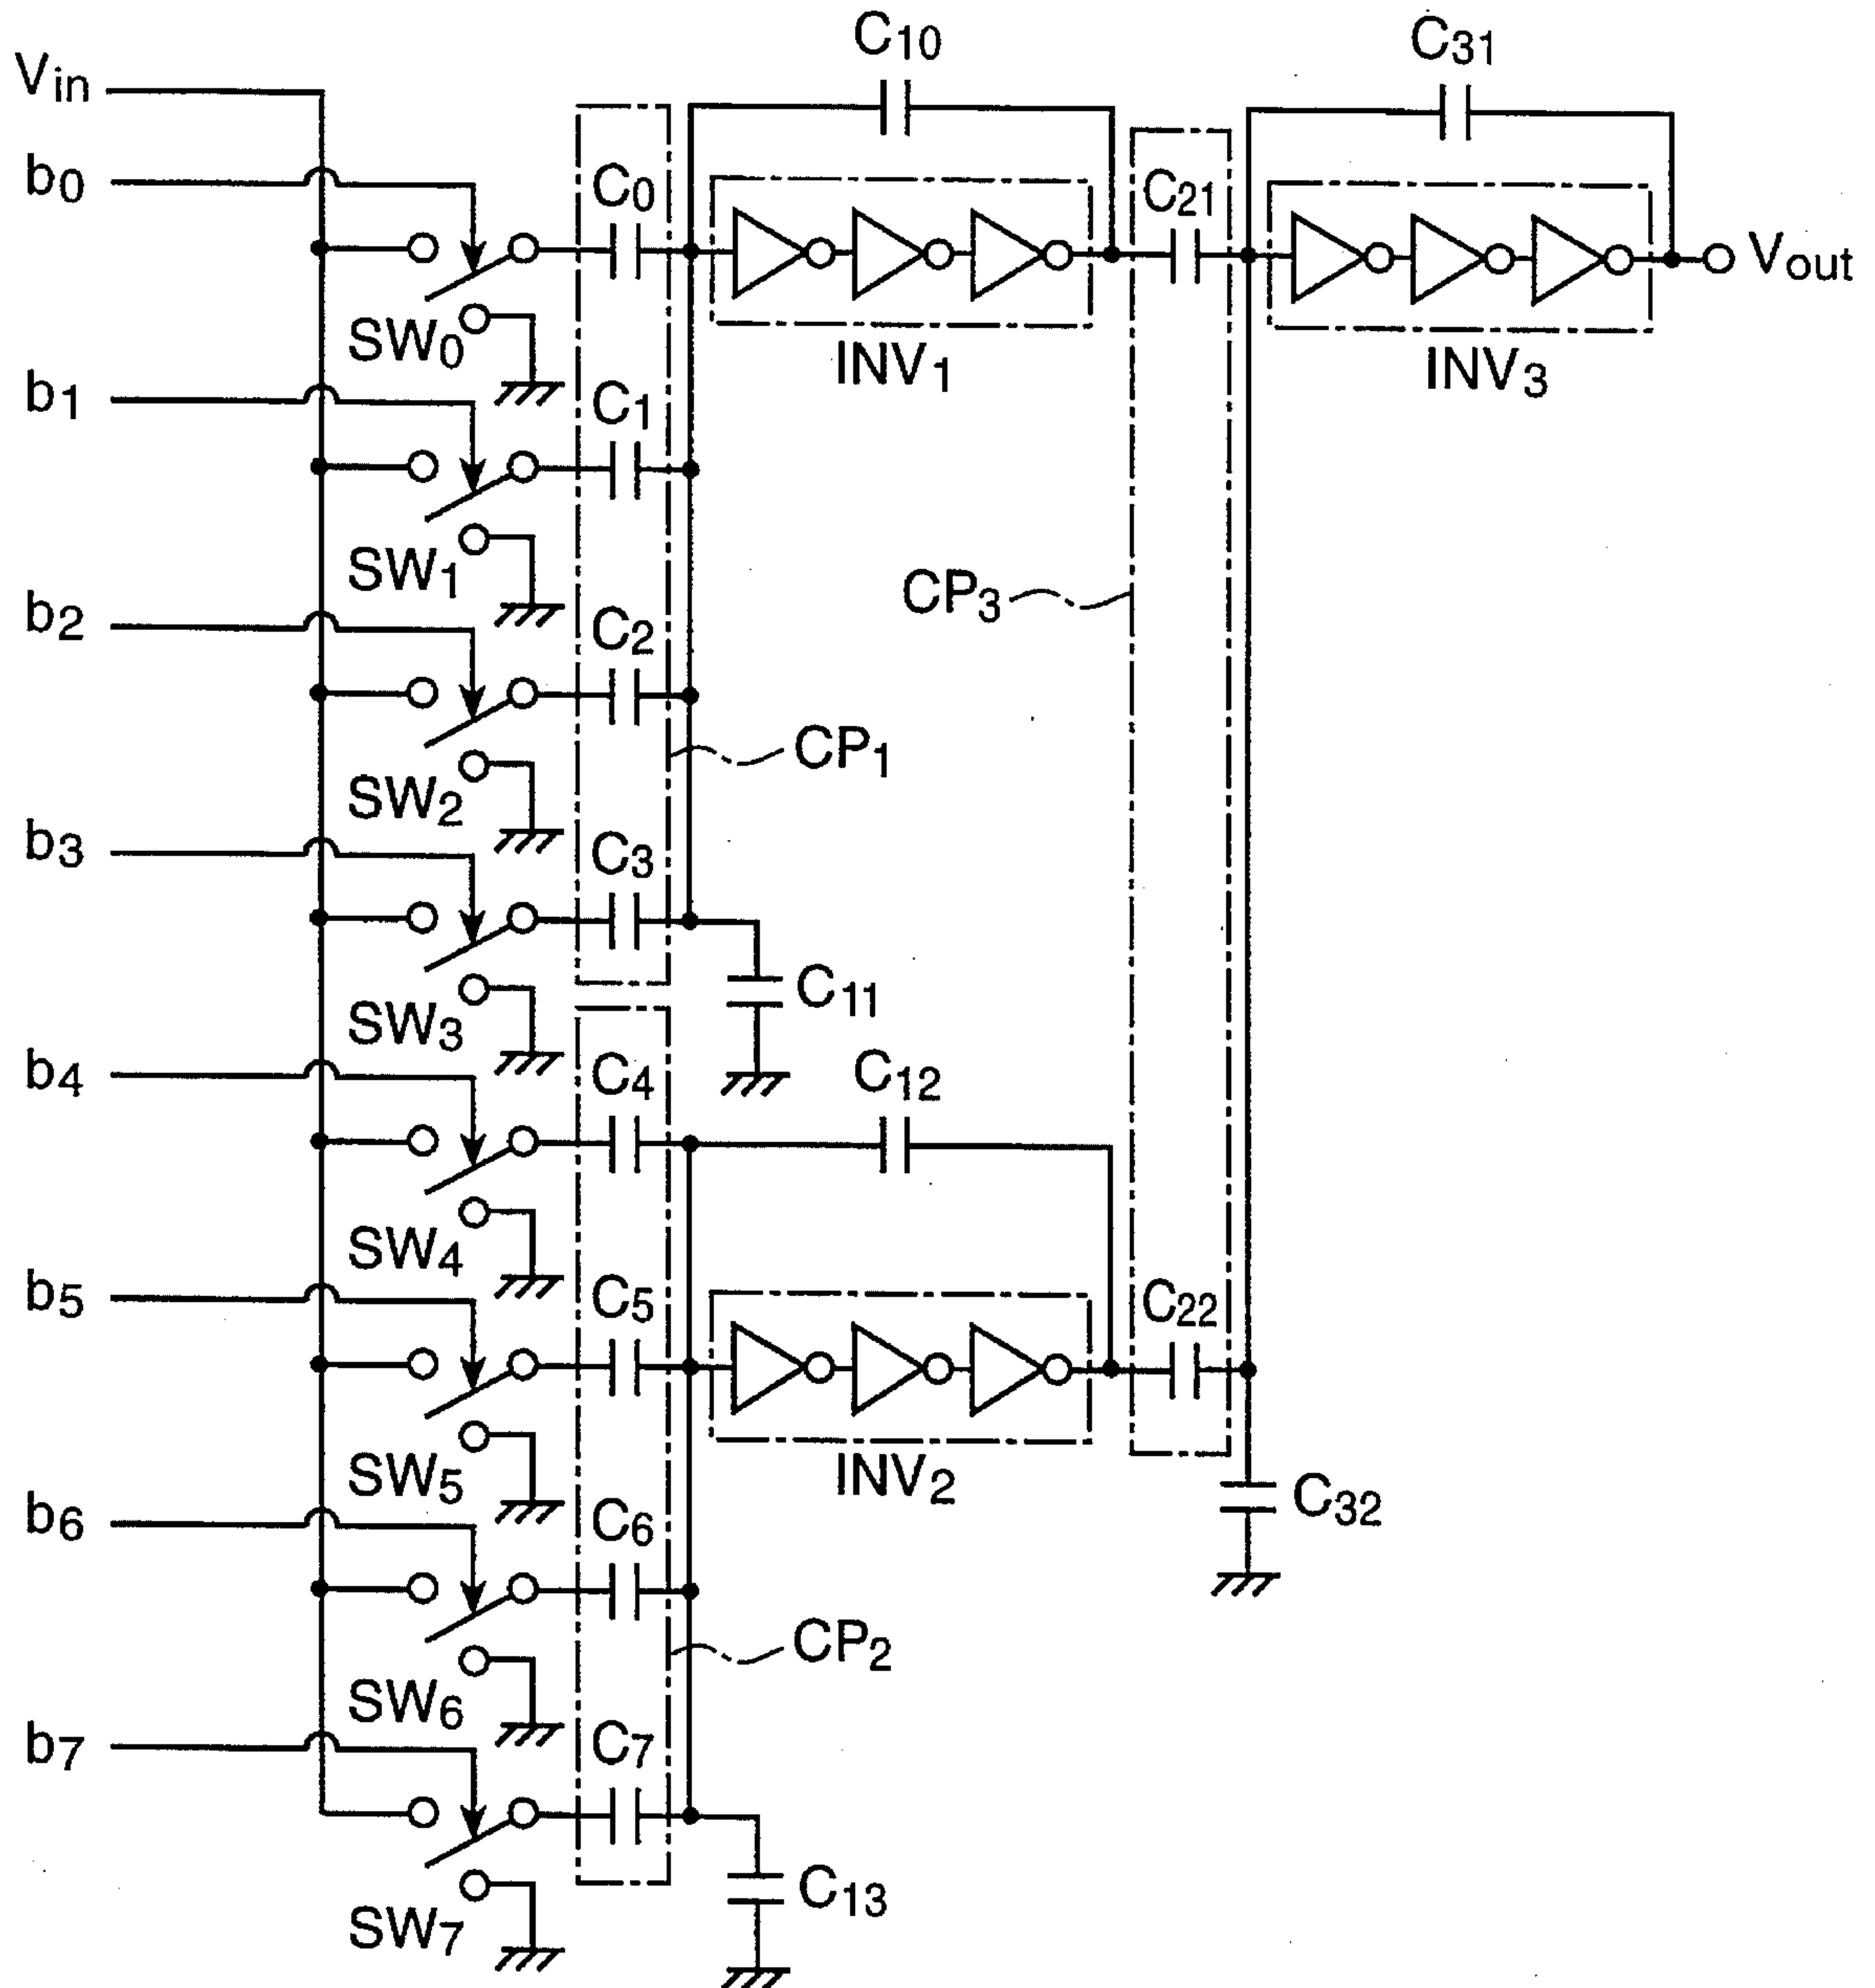 C10
C31
Vin
b0
C0
C21
Vout
SW0
INV1
INV3
b1
C1
SW1
CP3
b2
C2
CP1
SW2
b3
C3
C11
SW3
b4
C4
C12
SW4
b5
C5
C22
SW5
INV2
C32
b6
C6
CP2
SW6
b7
C7
C13
SW7